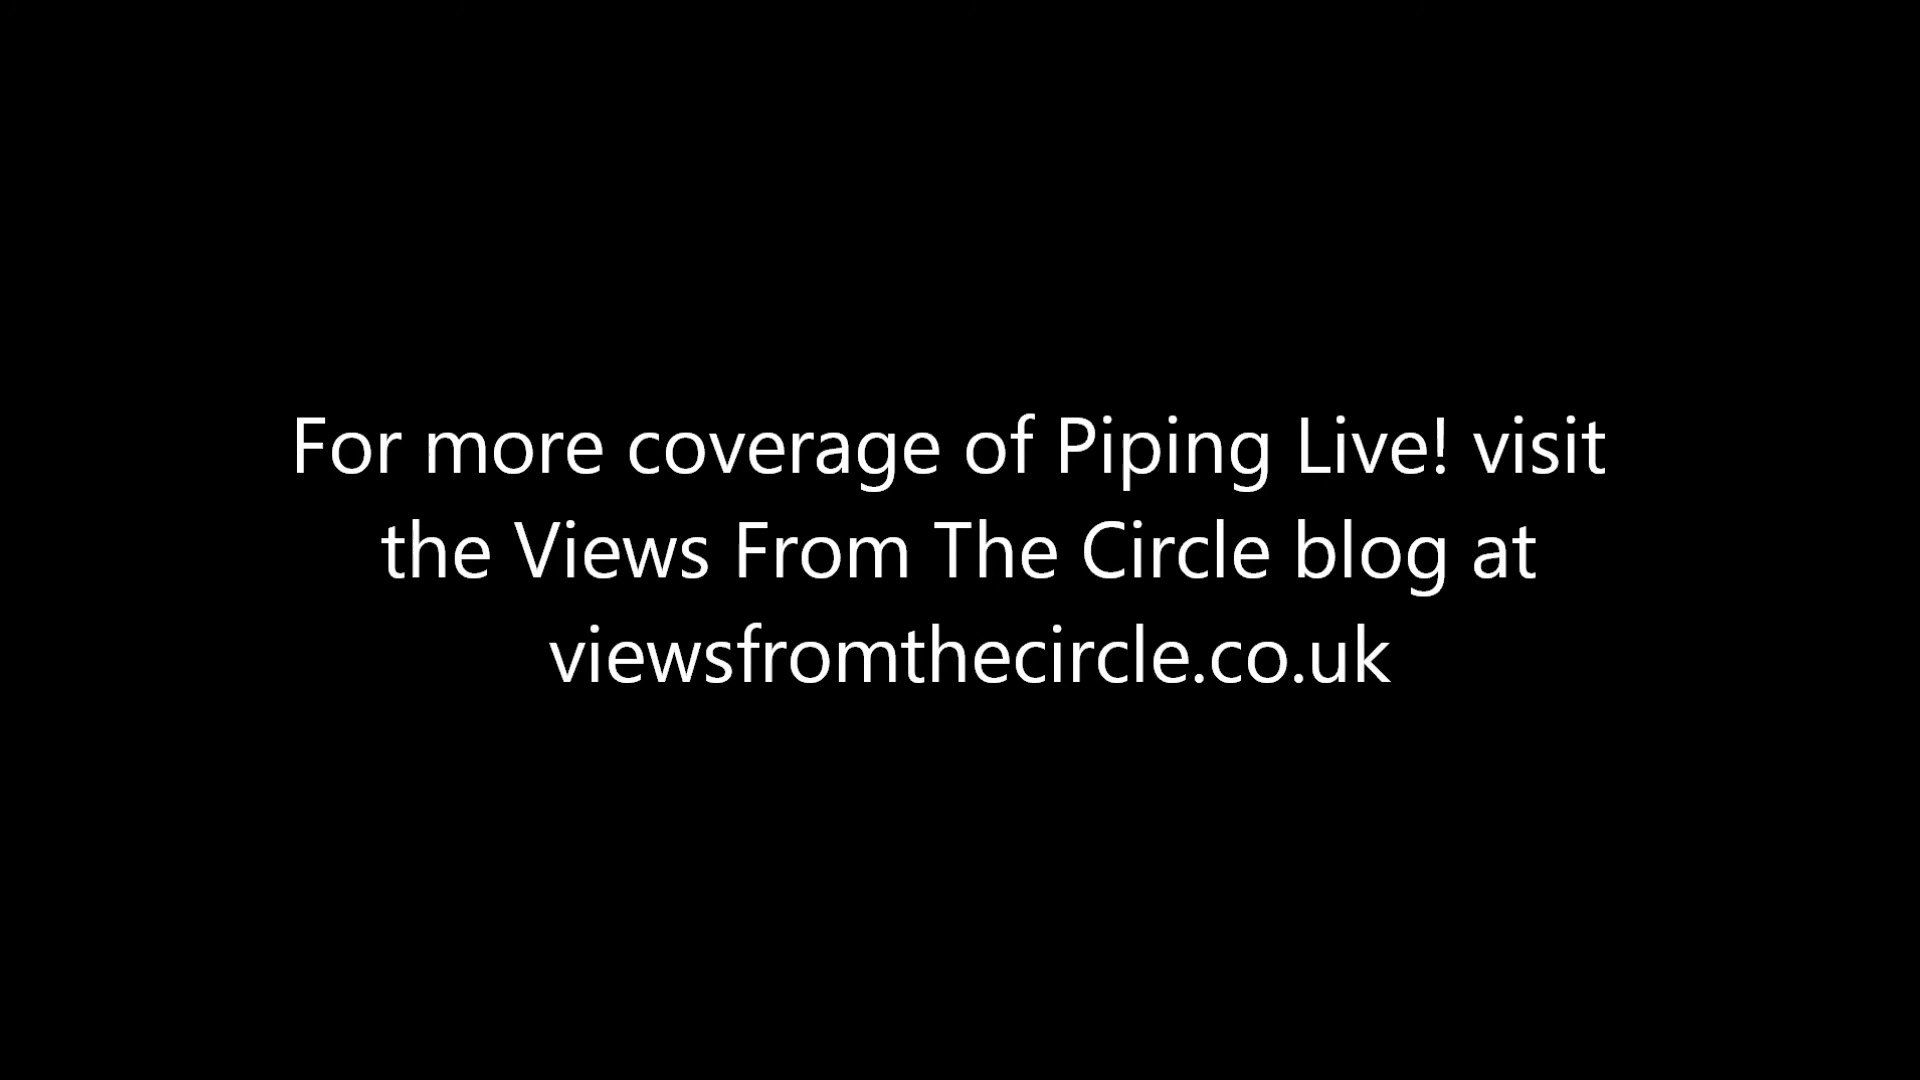 For more coverage of Piping Live! visit
the Views From The Circle blog at
viewsfromthecircle.co.uk